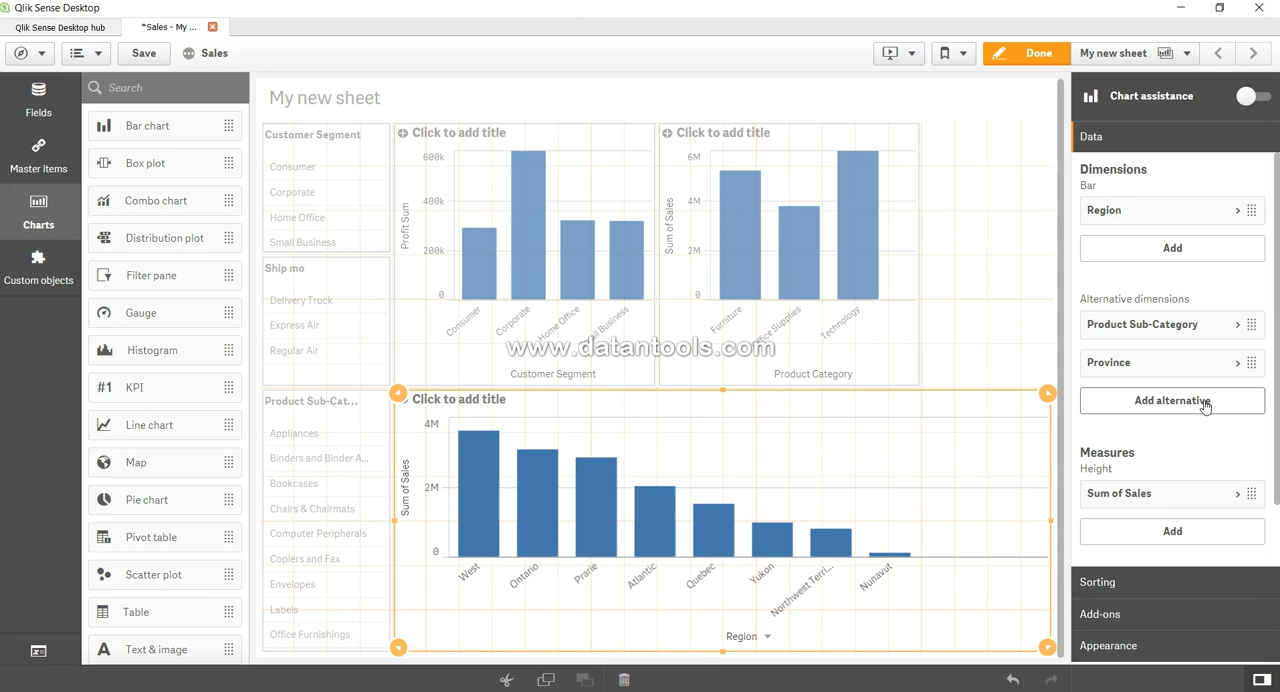 Qlik Sense Desktop
Qlik Sense Desktop hub
*Sales - My ...
Save
Sales
Done
My new sheet
Fields
Master items
Charts
Custom objects
Search
Bar chart
Box plot
Combo chart
Distribution plot
Filter pane
Gauge
Histogram
#1 KPI
Line chart
Map
Pie chart
Pivot table
Scatter plot
Table
A Text & image
My new sheet
Customer Segment
Consumer
Corporate
Home Office
Small Business
Ship mo
Delivery Truck
Express Air
Regular Air
Product Sub-Cat...
Appliances
Binders and Binder A...
Bookcases
Chairs & Chairmats
Computer Peripherals
Copiers and Fax
Envelopes
Labels
Office Furnishings
Click to add title
600k
400k
200k
0
Profit Sum
Consumer
Corporate
Home Office
Customer Segment
Click to add title
6M
4M
2M
0
Sum of Sales
Furniture
Technology
Product Category
www.datantools.com
Click to add title
4M
2M
0
Sum of Sales
West
Ontario
Prarie
Atlantic
Quebec
Yukon
Northwest Terri...
Nunavut
Region
Chart assistance
Data
Dimensions
Bar
Region
Add
Alternative dimensions
Product Sub-Category
Province
Add alternative
Measures
Height
Sum of Sales
Add
Sorting
Add-ons
Appearance